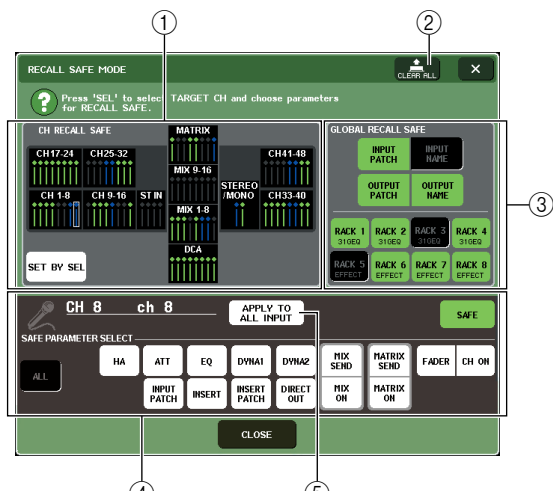 ①
②
RECALL SAFE MODE
CLEAR ALL
×
?
Press 'SEL' to select TARGET CH and choose parameters
for RECALL SAFE.
CH RECALL SAFE
MATRIX
CH17-24
CH25-32
MIX 9-16
CH41-48
CH 1-8
CH 9-16
ST IN
STEREO
/MONO
CH33-40
MIX 1-8
DCA
SET BY SEL
GLOBAL RECALL SAFE
INPUT
PATCH
INPUT
NAME
OUTPUT
PATCH
OUTPUT
NAME
③
RACK 1
31GEQ
RACK 2
31GEQ
RACK 3
31GEQ
RACK 4
31GEQ
RACK 5
EFFECT
RACK 6
EFFECT
RACK 7
EFFECT
RACK 8
EFFECT
CH 8 ch 8
APPLY TO
ALL INPUT
SAFE
SAFE PARAMETER SELECT
ALL
HA
ATT
EQ
DYNA1
DYNA2
MIX
SEND
MATRIX
SEND
FADER
CH ON
INPUT
PATCH
INSERT
INSERT
PATCH
DIRECT
OUT
MIX
ON
MATRIX
ON
CLOSE
④
⑤